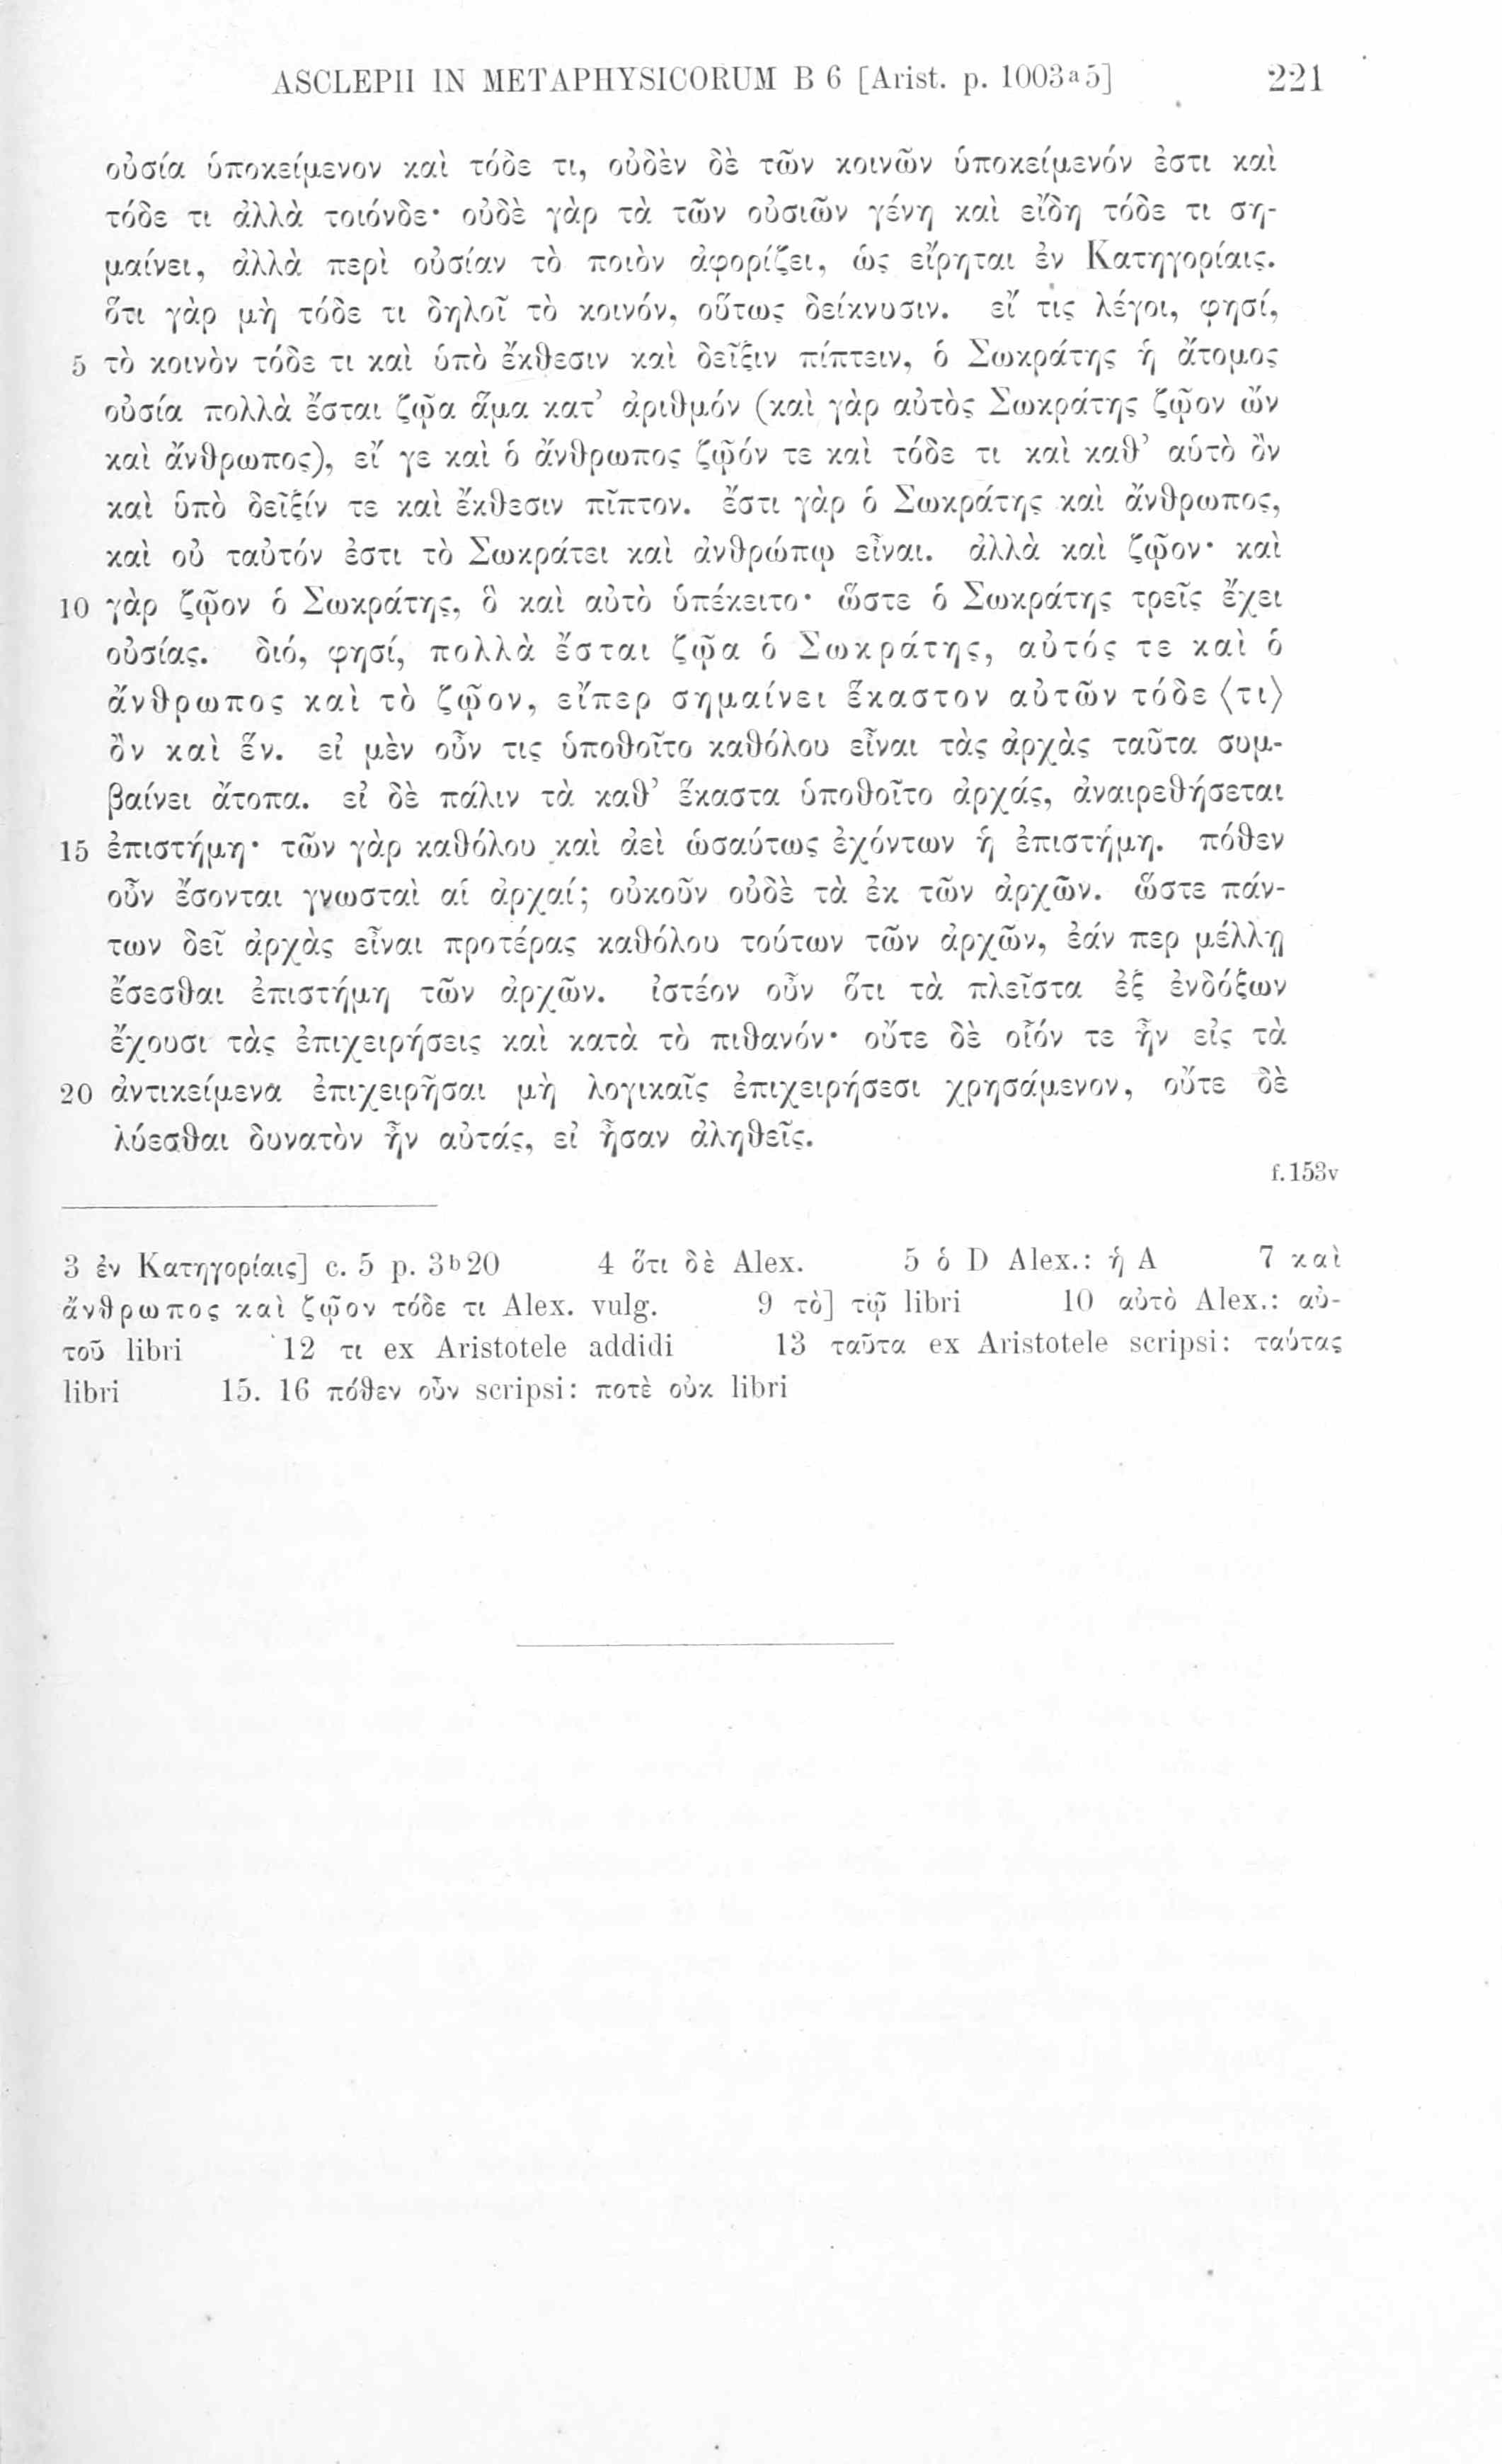 ASCLEPII IN METAPHYSICORUM B 6 [Arist. p. 1003ᵃ5] 221
οὐσία ὑποκείμενον καὶ τόδε τι, οὐδὲν δὲ τῶν κοινῶν ὑποκείμενόν ἐστι καὶ
τόδε τι ἀλλὰ τοιόνδε· οὐδὲ γὰρ τὰ τῶν οὐσιῶν γένη καὶ εἴδη τόδε τι ση-
μαίνει, ἀλλὰ περὶ οὐσίαν τὸ ποιὸν ἀφορίζει, ὡς εἴρηται ἐν Κατηγορίαις.
ὅτι γὰρ μὴ τόδε τι δηλοῖ τὸ κοινόν, οὕτως δείκνυσιν. εἴ τις λέγοι, φησί,
5 τὸ κοινὸν τόδε τι καὶ ὑπὸ ἔκθεσιν καὶ δεῖξιν πίπτειν, ὁ Σωκράτης ἡ ἄτομος
οὐσία πολλὰ ἔσται ζῷα ἅμα κατ’ ἀριθμόν (καὶ γὰρ αὐτὸς Σωκράτης ζῷον ὢν
καὶ ἄνθρωπος), εἴ γε καὶ ὁ ἄνθρωπος ζῷόν τε καὶ τόδε τι καὶ καθ’ αὑτὸ ὂν
καὶ ὑπὸ δεῖξίν τε καὶ ἔκθεσιν πῖπτον. ἔστι γὰρ ὁ Σωκράτης καὶ ἄνθρωπος,
καὶ οὐ ταὐτόν ἐστι τὸ Σωκράτει καὶ ἀνθρώπῳ εἶναι. ἀλλὰ καὶ ζῷον· καὶ
10 γὰρ ζῷον ὁ Σωκράτης, ὃ καὶ αὐτὸ ὑπέκειτο· ὥστε ὁ Σωκράτης τρεῖς ἔχει
οὐσίας. διό, φησί, πολλὰ ἔσται ζῷα ὁ Σωκράτης, αὐτός τε καὶ ὁ
ἄνθρωπος καὶ τὸ ζῷον, εἴπερ σημαίνει ἕκαστον αὐτῶν τόδε ⟨τι⟩
ὂν καὶ ἕν. εἰ μὲν οὖν τις ὑποθοῖτο καθόλου εἶναι τὰς ἀρχὰς ταῦτα συμ-
βαίνει ἄτοπα. εἰ δὲ πάλιν τὰ καθ’ ἕκαστα ὑποθοῖτο ἀρχάς, ἀναιρεθήσεται
15 ἐπιστήμη· τῶν γὰρ καθόλου καὶ ἀεὶ ὡσαύτως ἐχόντων ἡ ἐπιστήμη. πόθεν
οὖν ἔσονται γνωσταὶ αἱ ἀρχαί; οὐκοῦν οὐδὲ τὰ ἐκ τῶν ἀρχῶν. ὥστε πάν-
των δεῖ ἀρχὰς εἶναι προτέρας καθόλου τούτων τῶν ἀρχῶν, ἐάν περ μέλλῃ
ἔσεσθαι ἐπιστήμη τῶν ἀρχῶν. ἰστέον οὖν ὅτι τὰ πλεῖστα ἐξ ἐνδόξων
ἔχουσι τὰς ἐπιχειρήσεις καὶ κατὰ τὸ πιθανόν· οὔτε δὲ οἷόν τε ἦν εἰς τὰ
20 ἀντικείμενα ἐπιχειρῆσαι μὴ λογικαῖς ἐπιχειρήσεσι χρησάμενον, οὔτε δὲ
λύεσθαι δυνατὸν ἦν αὐτάς, εἰ ἦσαν ἀληθεῖς.
f. 153v
3 ἐν Κατηγορίαις] c. 5 p. 3ᵇ20 4 ὅτι δὲ Alex. 5 ὁ D Alex.: ἡ A 7 καὶ
ἄνθρωπος καὶ ζῷον τόδε τι Alex. vulg. 9 τὸ] τῷ libri 10 αὐτὸ Alex.: αὐ-
τοῦ libri 12 τι ex Aristotele addidi 13 ταῦτα ex Aristotele scripsi: ταύτας
libri 15. 16 πόθεν οὖν scripsi: ποτὲ οὐκ libri